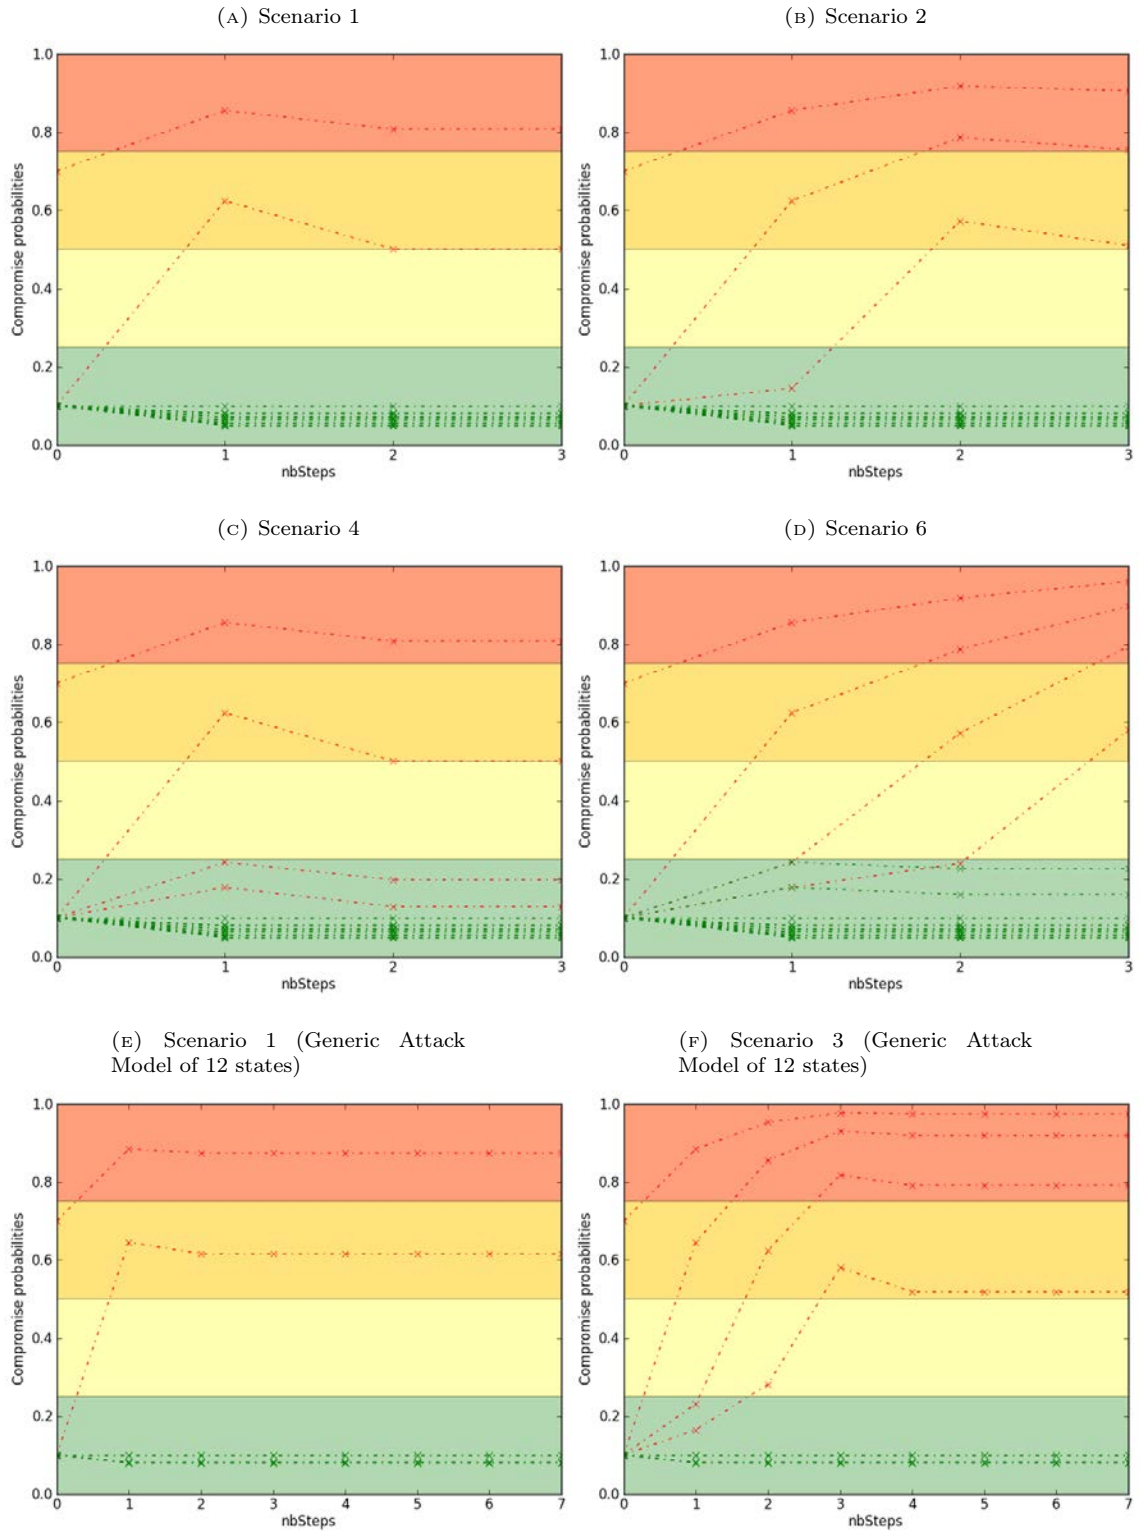 (A) Scenario 1
1.0
0.8
0.6
0.4
0.2
0.0
Compromise probabilities
0 1 2 3
nbSteps
(B) Scenario 2
1.0
0.8
0.6
0.4
0.2
0.0
Compromise probabilities
0 1 2 3
nbSteps
(C) Scenario 4
1.0
0.8
0.6
0.4
0.2
0.0
Compromise probabilities
0 1 2 3
nbSteps
(D) Scenario 6
1.0
0.8
0.6
0.4
0.2
0.0
Compromise probabilities
0 1 2 3
nbSteps
(E) Scenario 1 (Generic Attack
Model of 12 states)
1.0
0.8
0.6
0.4
0.2
0.0
Compromise probabilities
0 1 2 3 4 5 6 7
nbSteps
(F) Scenario 3 (Generic Attack
Model of 12 states)
1.0
0.8
0.6
0.4
0.2
0.0
Compromise probabilities
0 1 2 3 4 5 6 7
nbSteps